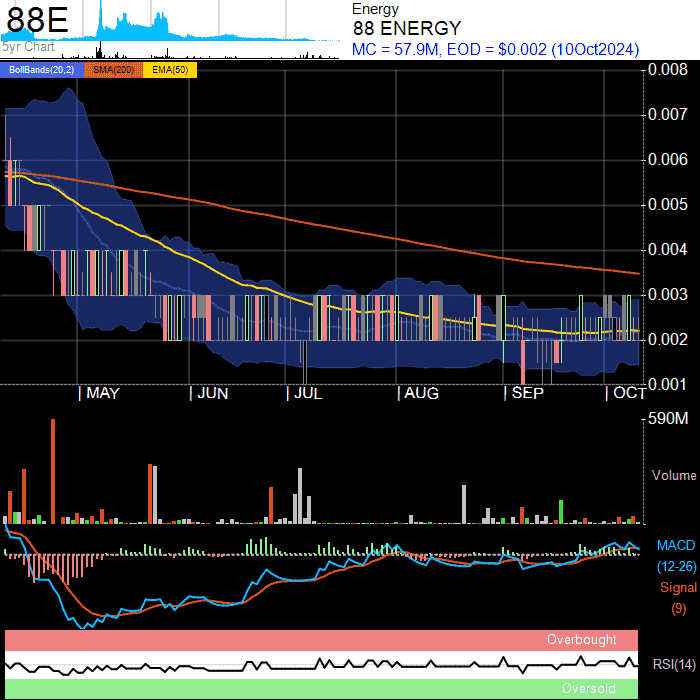 88E
5yr Chart
Energy
88 ENERGY
MC = 57.9M, EOD = $0.002 (10Oct2024)
BollBands(20,2) SMA(200) EMA(50)
0.008
0.007
0.006
0.005
0.004
0.003
0.002
0.001
| MAY | JUN | JUL | AUG | SEP | OCT
590M
Volume
MACD
(12-26)
Signal
(9)
Overbought
RSI(14)
Oversold